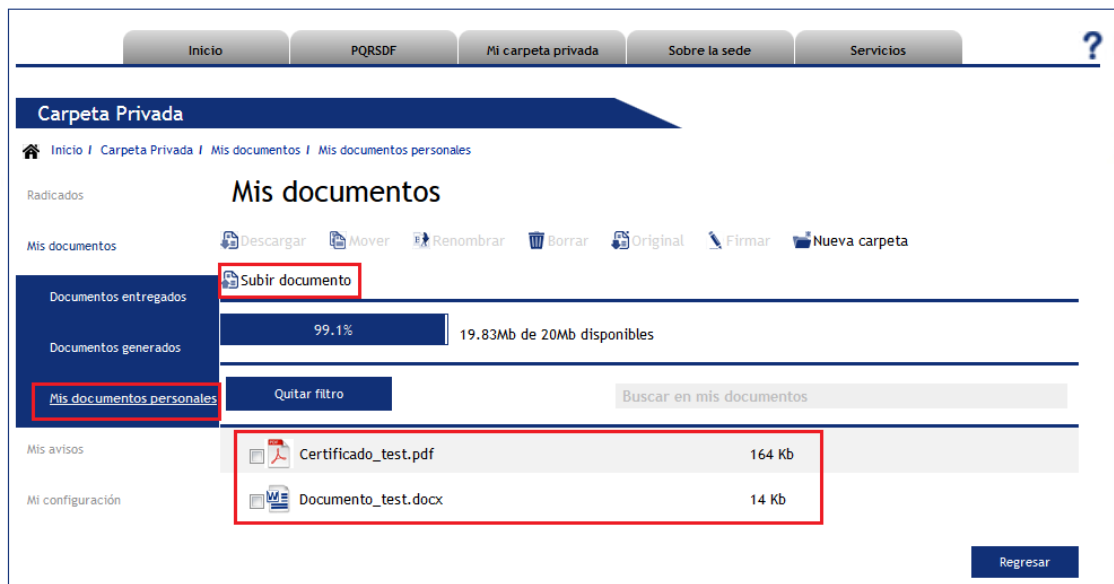 Inicio PQRSDF Mi carpeta privada Sobre la sede Servicios ?
Carpeta Privada
Inicio / Carpeta Privada / Mis documentos / Mis documentos personales
Radicados
Mis documentos
Mis documentos
Descargar Mover Renombrar Borrar Original Firmar Nueva carpeta
Subir documento
Documentos entregados
99.1% 19.83Mb de 20Mb disponibles
Documentos generados
Mis documentos personales
Quitar filtro Buscar en mis documentos
Mis avisos
Certificado_test.pdf 164 Kb
Mi configuración
Documento_test.docx 14 Kb
Regresar